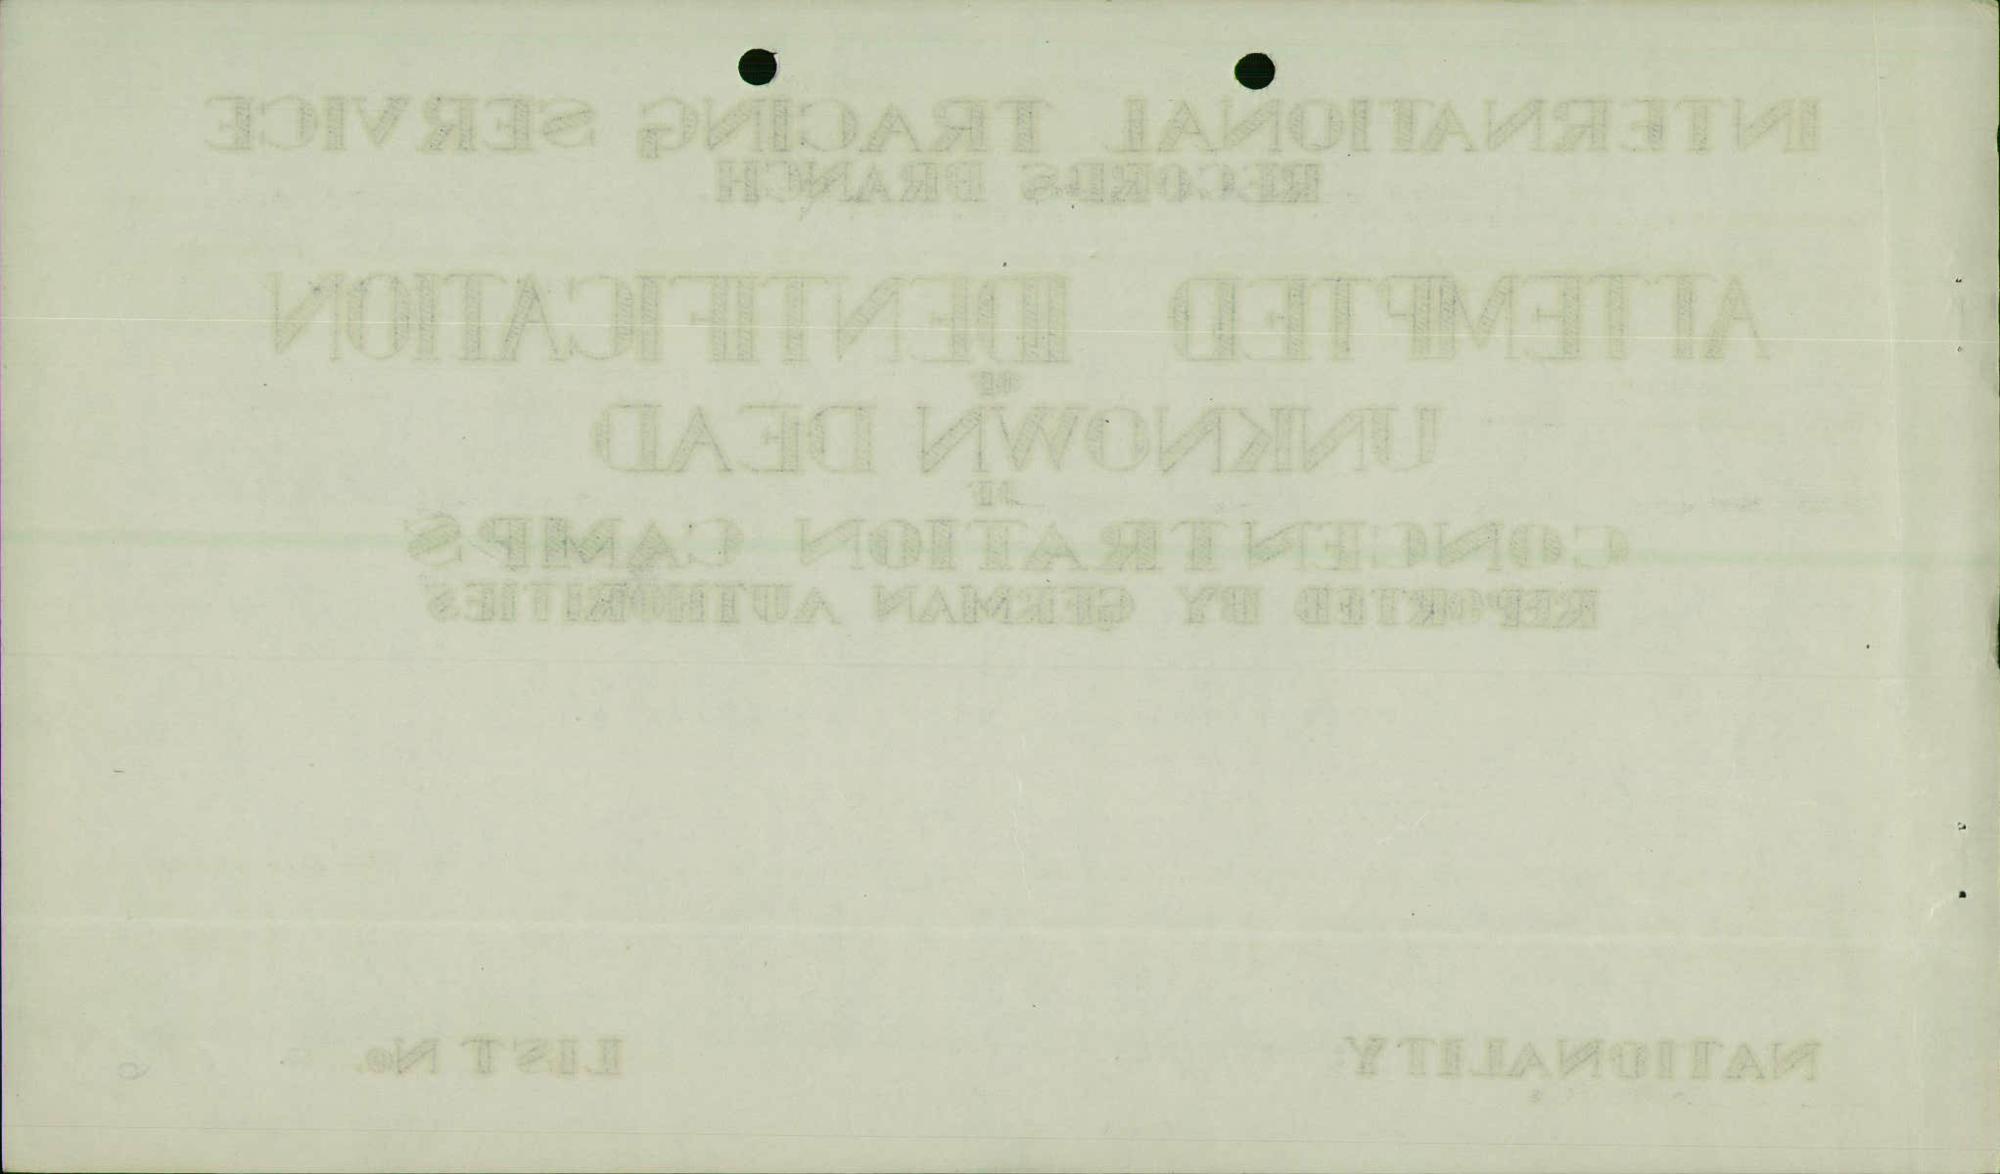 INTERNATIONAL TRACING SERVICE
RECORDS BRANCH
ATTEMPTED IDENTIFICATION
OF
UNKNOWN DEAD
OF
CONCENTRATION CAMPS
REPORTED BY GERMAN AUTHORITIES
NATIONALITY LIST No.